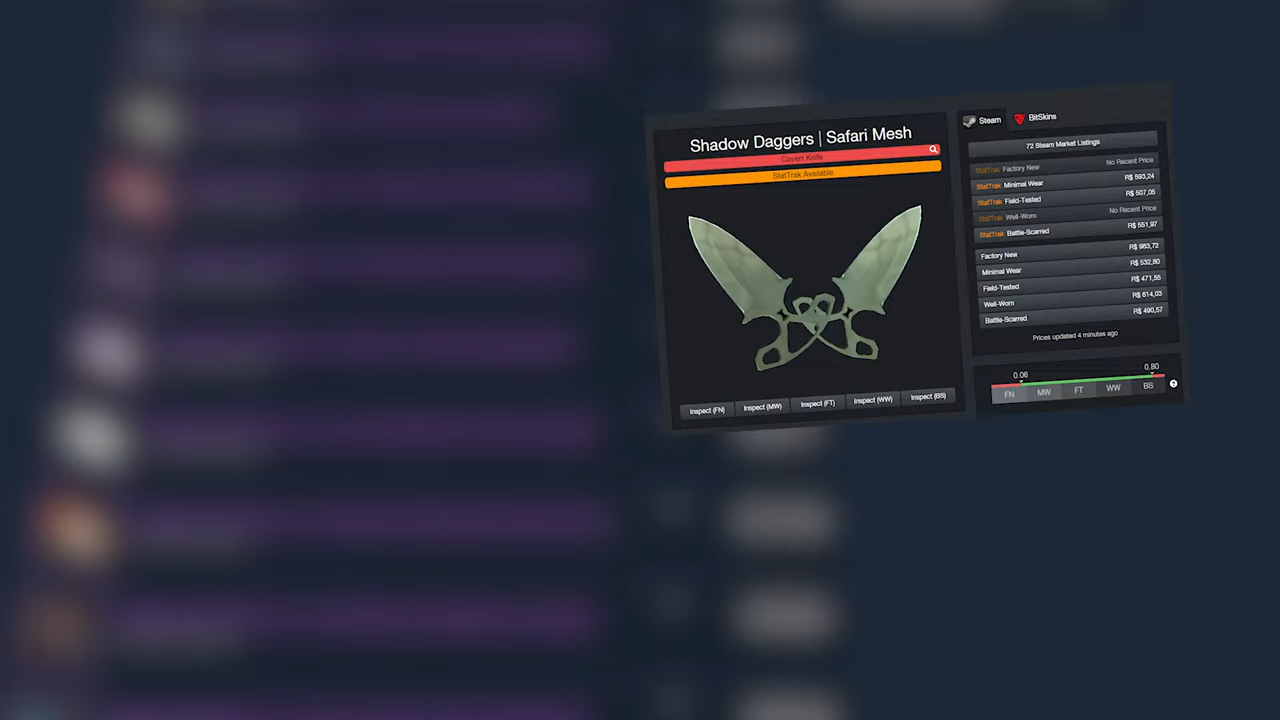 Shadow Daggers | Safari Mesh
Covert Knife
StatTrak Available
Inspect (FN) Inspect (MW) Inspect (FT) Inspect (WW) Inspect (BS)
Steam BitSkins
72 Steam Market Listings
StatTrak Factory New No Recent Price
StatTrak Minimal Wear R$ 593,24
StatTrak Field-Tested R$ 507,05
StatTrak Well-Worn No Recent Price
StatTrak Battle-Scarred R$ 551,97
Factory New R$ 983,72
Minimal Wear R$ 532,80
Field-Tested R$ 471,55
Well-Worn R$ 614,03
Battle-Scarred R$ 490,57
Prices updated 4 minutes ago
0.06 0.80
FN MW FT WW BS ?